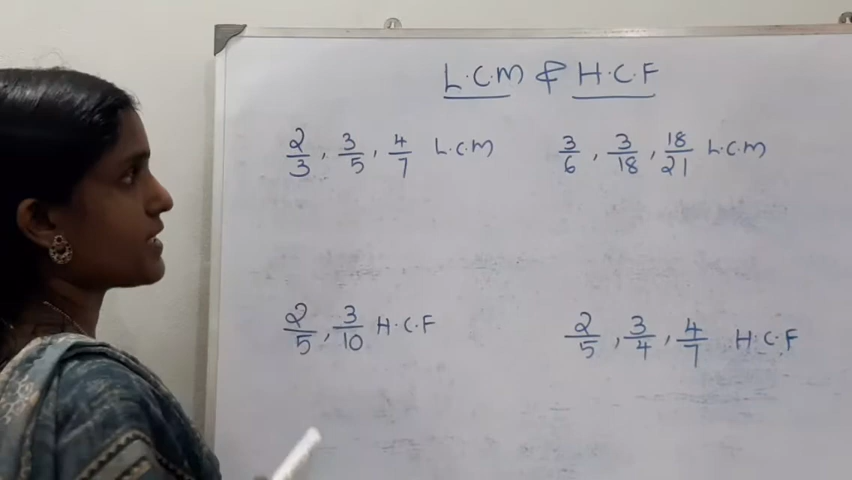 L.C.M & H.C.F
2/3, 3/5, 4/7 L.C.M
3/6, 3/18, 18/21 L.C.M
2/5, 3/10 H.C.F
2/5, 3/4, 4/7 H.C.F